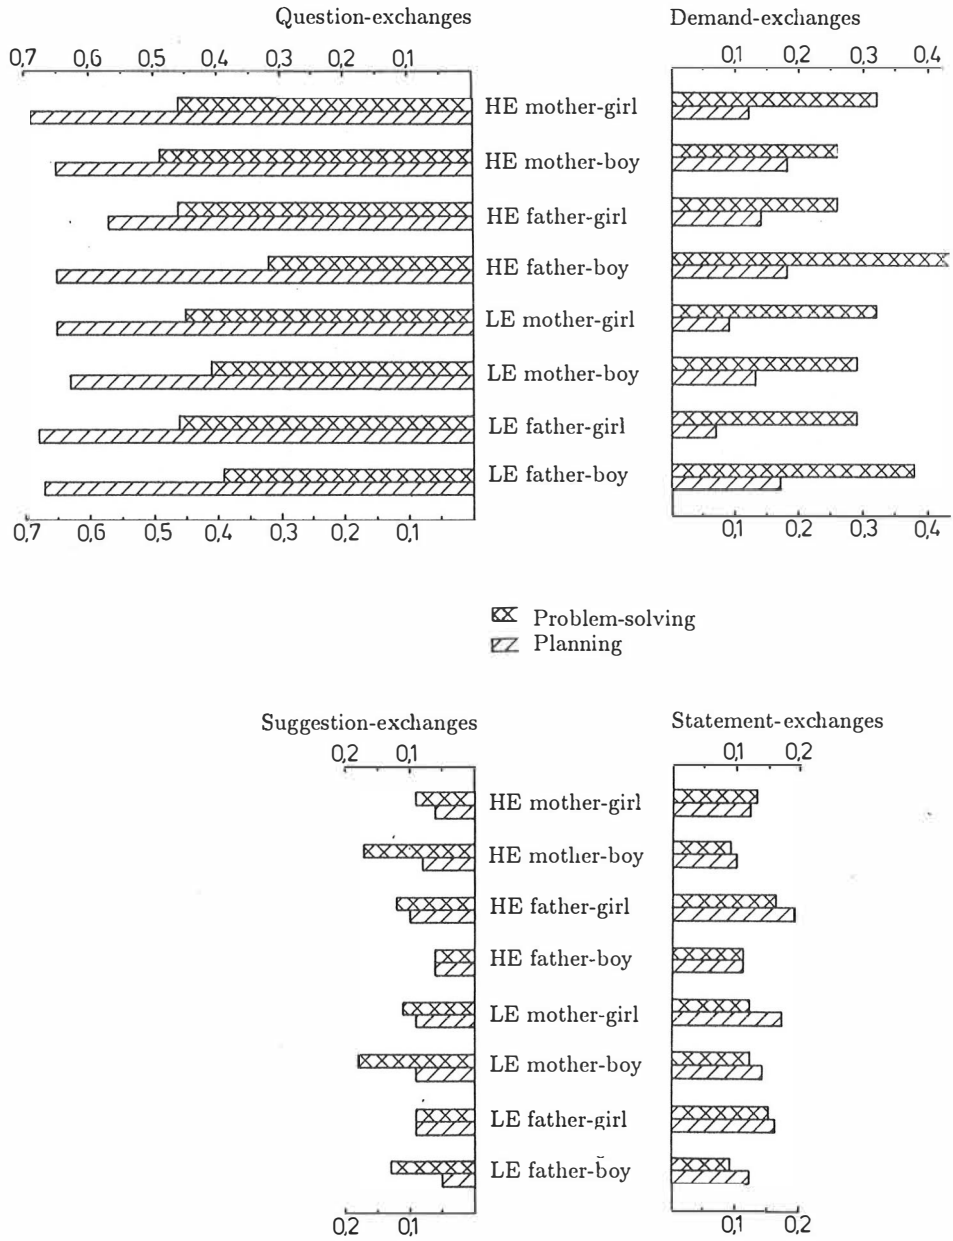 Question-exchanges Demand-exchanges
0,7 0,6 0,5 0,4 0,3 0,1 0,1 0,1 0,2 0,3 0,4
HE mother-girl
HE mother-boy
HE father-girl
HE father-boy
LE mother-girl
LE mother-boy
LE father-girl
LE father-boy
0,7 0,6 0,5 0,4 0,3 0,2 0,1 0,1 0,2 0,3 0,4
Problem-solving
Planning
Suggestion-exchanges Statement-exchanges
0,2 0,1 0,1 0,2
HE mother-girl
HE mother-boy
HE father-girl
HE father-boy
LE mother-girl
LE mother-boy
LE father-girl
LE father-boy
0,2 0,1 0,1 0,2